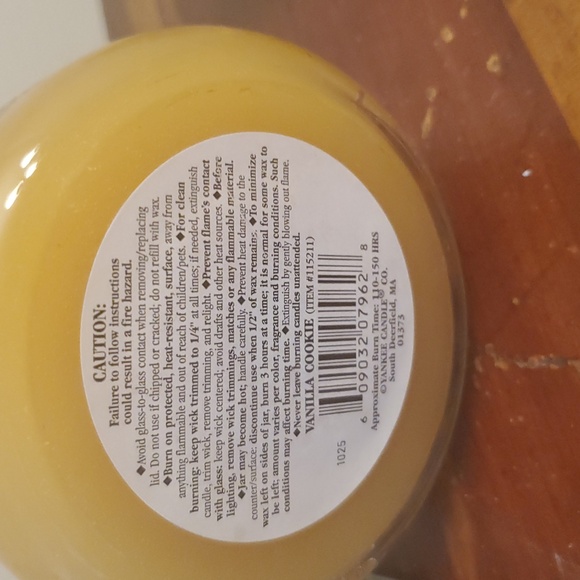 CAUTION:
Failure to follow instructions
could result in a fire hazard.
◆Avoid glass-to-glass contact when removing/replacing
lid. Do not use if chipped or cracked; do not refill with wax.
◆Burn on protected, heat-resistant, surface, away from
anything flammable and out of reach of children/pets. ◆For clean
burning: keep wick trimmed to 1/4" at all times; if needed, extinguish
candle, trim wick, remove trimming, and relight. ◆Prevent flame's contact
with glass: keep wick centered; avoid drafts and other heat sources. ◆Before
lighting, remove wick trimmings, matches or any flammable material.
◆Jar may become hot; handle carefully. ◆Prevent heat damage to the
counter/surface: discontinue use when 1/2" of wax remains. ◆To minimize
wax left on sides of jar, burn 3 hours at a time; it is normal for some wax to
be left; amount varies per color, fragrance and burning conditions. Such
conditions may affect burning time. ◆Extinguish by gently blowing out flame.
◆Never leave burning candles unattended.
VANILLA COOKIE (ITEM #115211)
1025
6 09032 07962 8
Approximate Burn Time: 110-150 HRS
©YANKEE CANDLE® CO.
South Deerfield, MA
01373